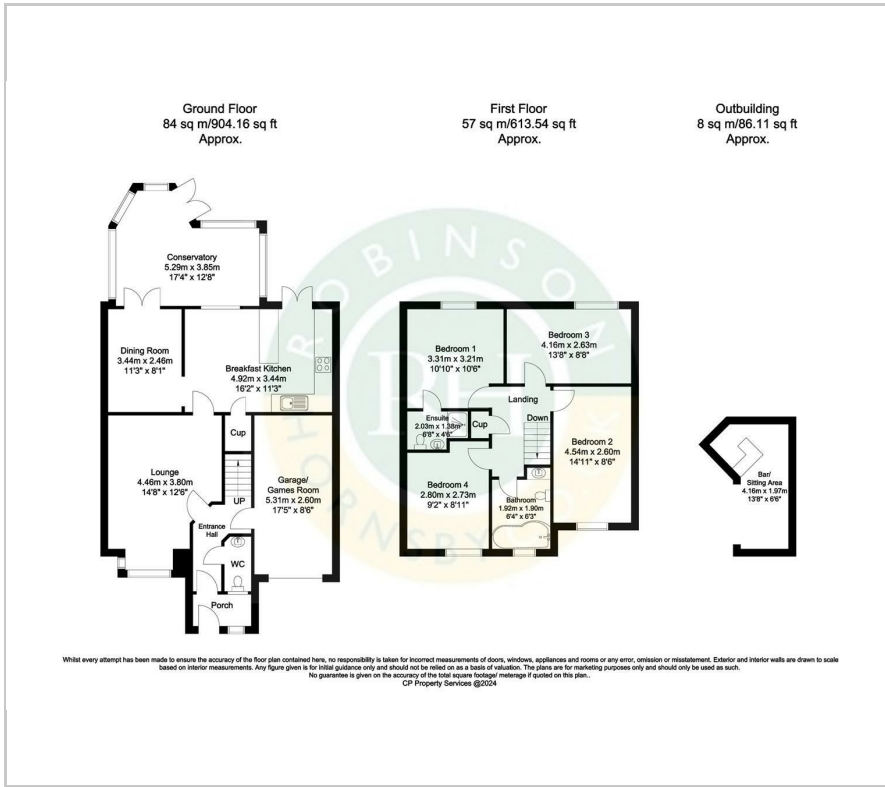 Ground Floor
84 sq m/904.16 sq ft
Approx.
First Floor
57 sq m/613.54 sq ft
Approx.
Outbuilding
8 sq m/86.11 sq ft
Approx.
Conservatory
5.29m x 3.85m
17'4" x 12'8"
Dining Room
3.44m x 2.46m
11'3" x 8'1"
Breakfast Kitchen
4.92m x 3.44m
16'2" x 11'3"
Cup
Lounge
4.46m x 3.80m
14'8" x 12'6"
Garage/
Games Room
5.31m x 2.60m
17'5" x 8'6"
UP
Entrance
Hall
WC
Porch
Bedroom 1
3.31m x 3.21m
10'10" x 10'6"
Bedroom 3
4.16m x 2.63m
13'8" x 8'8"
Landing
Down
Ensuite
2.03m x 1.38m
6'8" x 4'6"
Cup
Bedroom 2
4.54m x 2.60m
14'11" x 8'6"
Bedroom 4
2.80m x 2.73m
9'2" x 8'11"
Bathroom
1.92m x 1.90m
6'4" x 6'3"
Bar/
Sitting Area
4.16m x 1.97m
13'8" x 6'6"
ROBINSON
RH
HORNSBY
Whilst every attempt has been made to ensure the accuracy of the floor plan contained here, no responsibility is taken for incorrect measurements of doors, windows, appliances and rooms or any error, omission or misstatement. Exterior and interior walls are drawn to scale
based on interior measurements. Any figure given is for initial guidance only and should not be relied on as a basis of valuation. The plans are for marketing purposes only and should only be used as such.
No guarantee is given on the accuracy of the total square footage/ meterage if quoted on this plan..
CP Property Services @2024